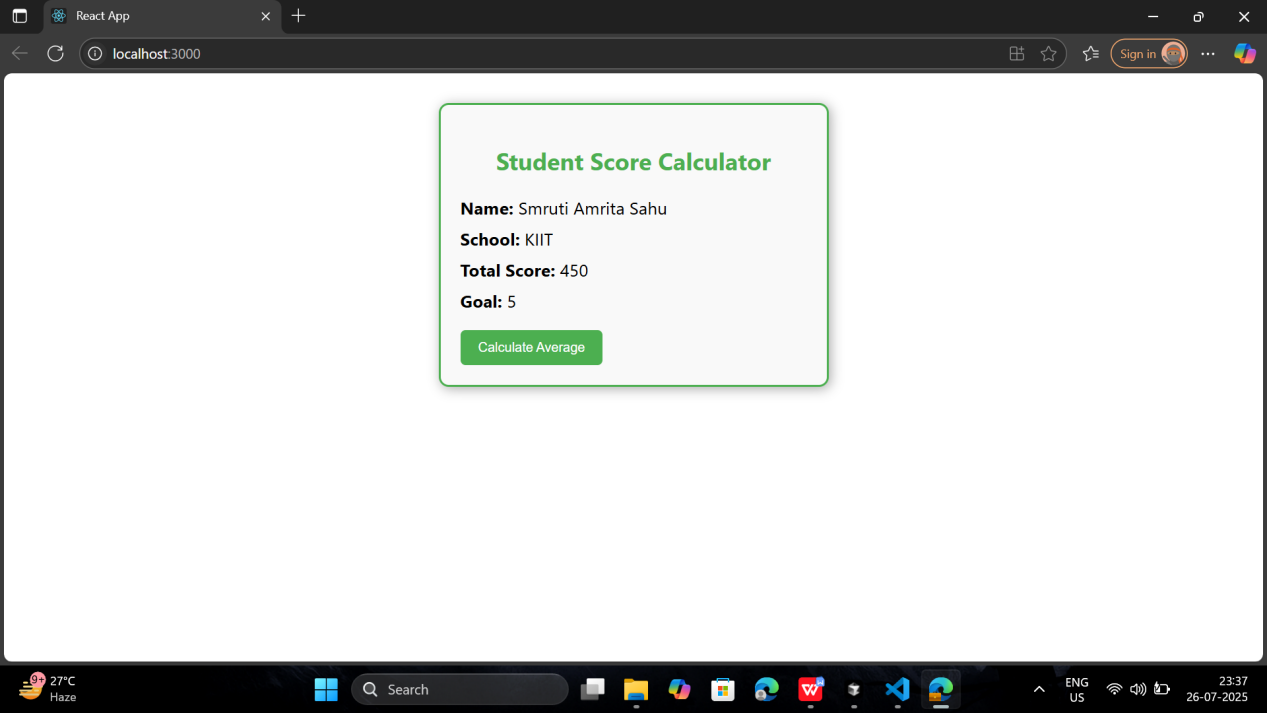 React App
localhost:3000
Sign in
Student Score Calculator
Name: Smruti Amrita Sahu
School: KIIT
Total Score: 450
Goal: 5
Calculate Average
9+
27°C
Haze
Search
W
ENG
US
23:37
26-07-2025